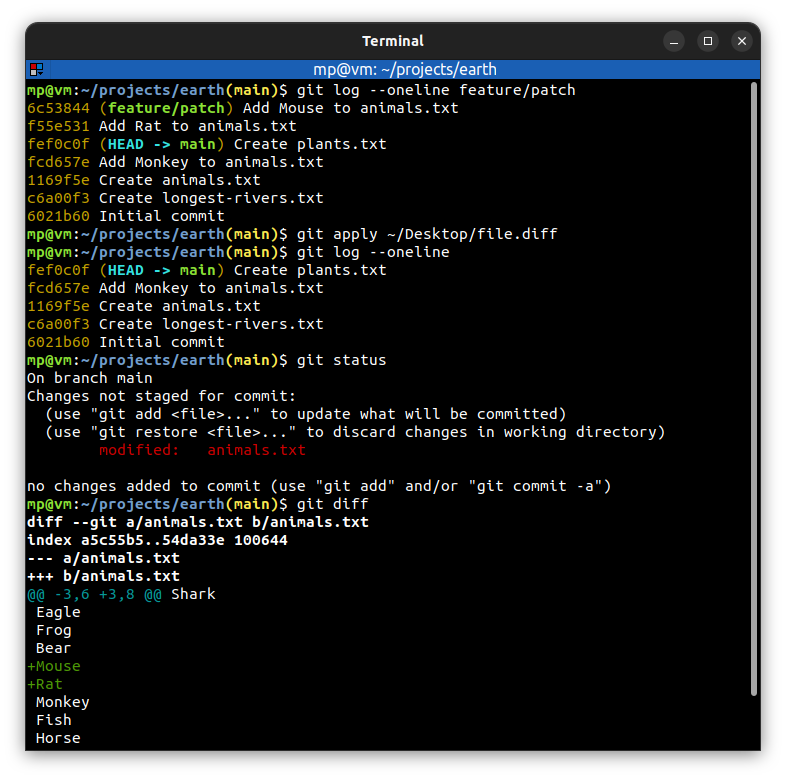 Terminal
mp@vm: ~/projects/earth
mp@vm:~/projects/earth(main)$ git log --oneline feature/patch
6c53844 (feature/patch) Add Mouse to animals.txt
f55e531 Add Rat to animals.txt
fef0c0f (HEAD -> main) Create plants.txt
fcd657e Add Monkey to animals.txt
1169f5e Create animals.txt
c6a00f3 Create longest-rivers.txt
6021b60 Initial commit
mp@vm:~/projects/earth(main)$ git apply ~/Desktop/file.diff
mp@vm:~/projects/earth(main)$ git log --oneline
fef0c0f (HEAD -> main) Create plants.txt
fcd657e Add Monkey to animals.txt
1169f5e Create animals.txt
c6a00f3 Create longest-rivers.txt
6021b60 Initial commit
mp@vm:~/projects/earth(main)$ git status
On branch main
Changes not staged for commit:
  (use "git add <file>..." to update what will be committed)
  (use "git restore <file>..." to discard changes in working directory)
        modified:   animals.txt

no changes added to commit (use "git add" and/or "git commit -a")
mp@vm:~/projects/earth(main)$ git diff
diff --git a/animals.txt b/animals.txt
index a5c55b5..54da33e 100644
--- a/animals.txt
+++ b/animals.txt
@@ -3,6 +3,8 @@ Shark
 Eagle
 Frog
 Bear
+Mouse
+Rat
 Monkey
 Fish
 Horse